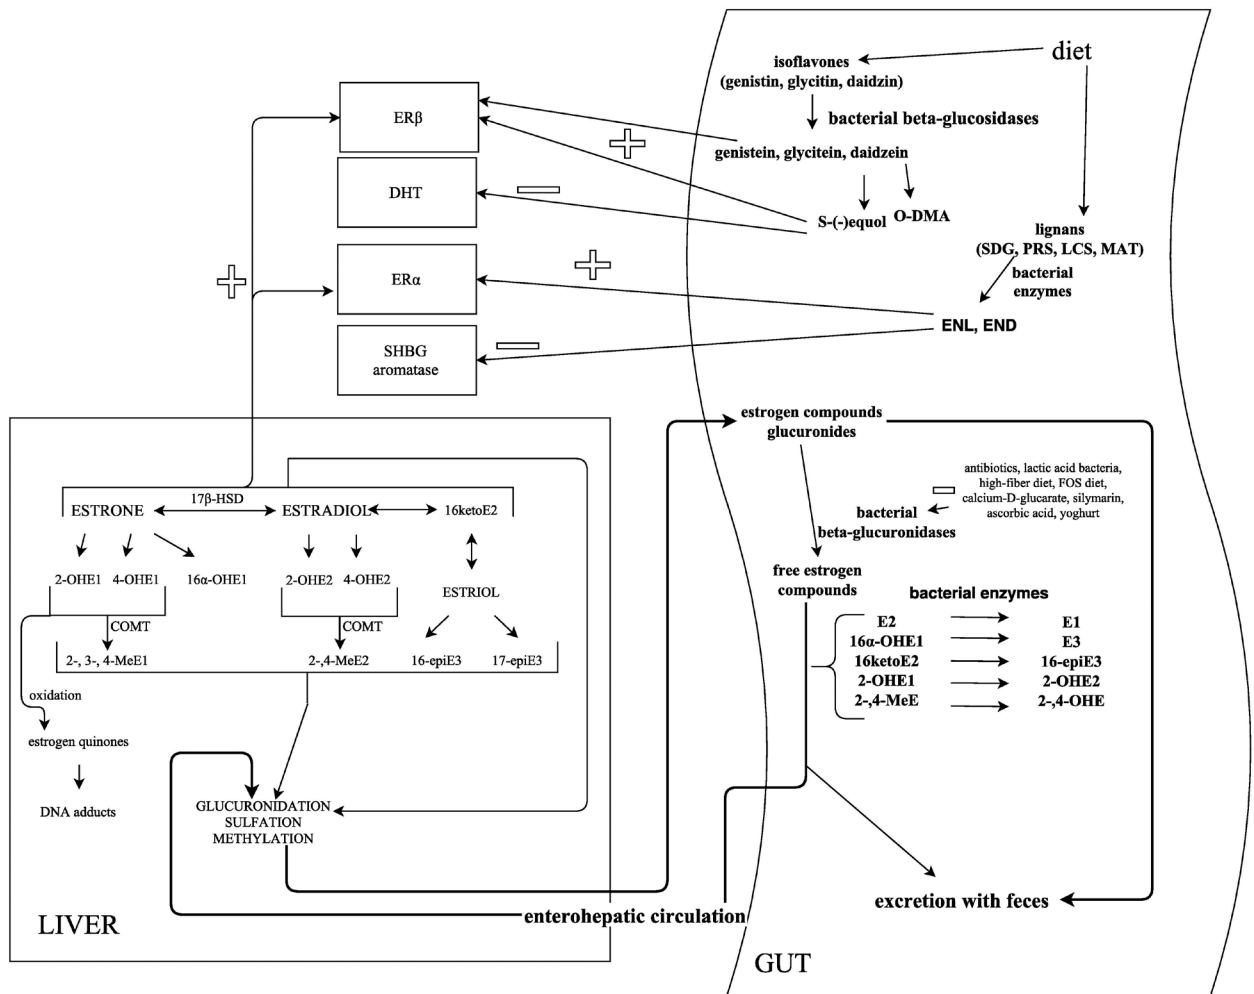 diet
isoflavones
(genistin, glycitin, daidzin)
bacterial beta-glucosidases
genistein, glycitein, daidzein
S-(-)equol
O-DMA
lignans
(SDG, PRS, LCS, MAT)
bacterial
enzymes
ENL, END
ERβ
DHT
ERα
SHBG
aromatase
estrogen compounds
glucuronides
antibiotics, lactic acid bacteria,
high-fiber diet, FOS diet,
calcium-D-glucarate, silymarin,
ascorbic acid, yoghurt
bacterial
beta-glucuronidases
free estrogen
compounds
bacterial enzymes
E2 E1
16α-OHE1 E3
16ketoE2 16-epiE3
2-OHE1 2-OHE2
2-,4-MeE 2-,4-OHE
excretion with feces
GUT
17β-HSD
ESTRONE ESTRADIOL 16ketoE2
2-OHE1 4-OHE1 16α-OHE1 2-OHE2 4-OHE2
ESTRIOL
COMT COMT
2-, 3-, 4-MeE1 2-,4-MeE2 16-epiE3 17-epiE3
oxidation
estrogen quinones
DNA adducts
GLUCURONIDATION
SULFATION
METHYLATION
enterohepatic circulation
LIVER